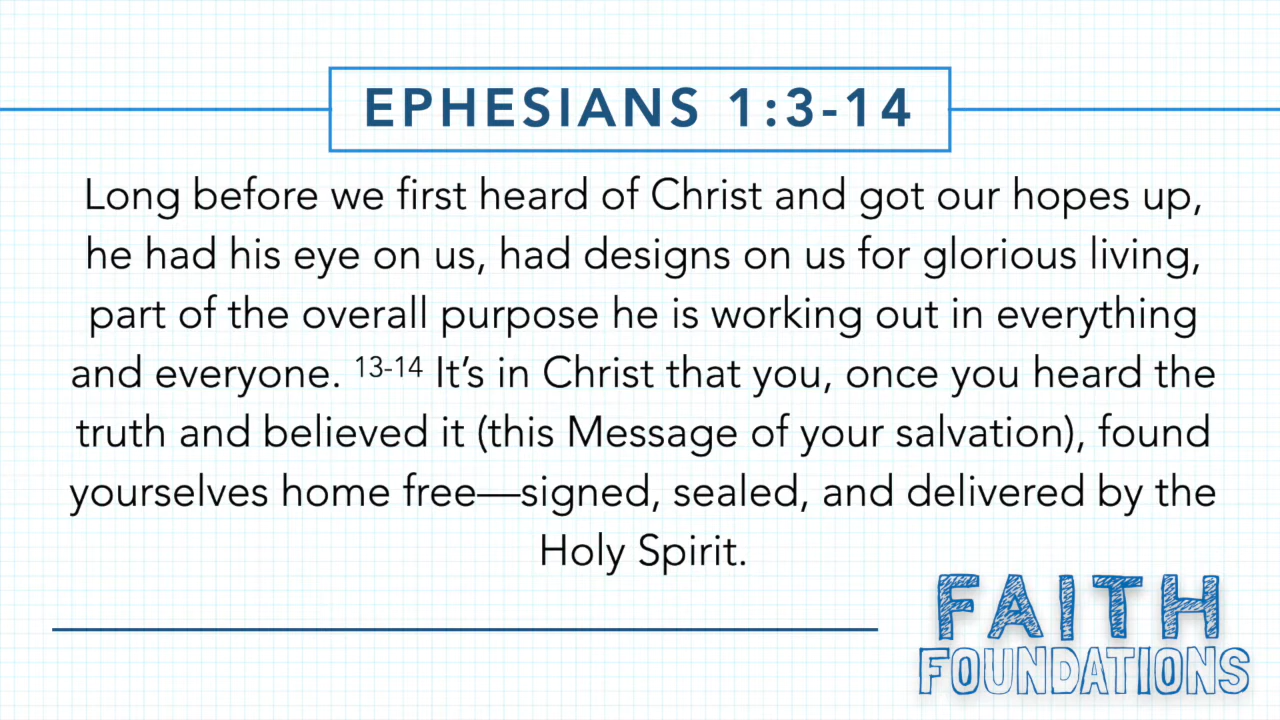 EPHESIANS 1:3-14
Long before we first heard of Christ and got our hopes up,
he had his eye on us, had designs on us for glorious living,
part of the overall purpose he is working out in everything
and everyone. 13-14 It’s in Christ that you, once you heard the
truth and believed it (this Message of your salvation), found
yourselves home free—signed, sealed, and delivered by the
Holy Spirit.
FAITH
FOUNDATIONS